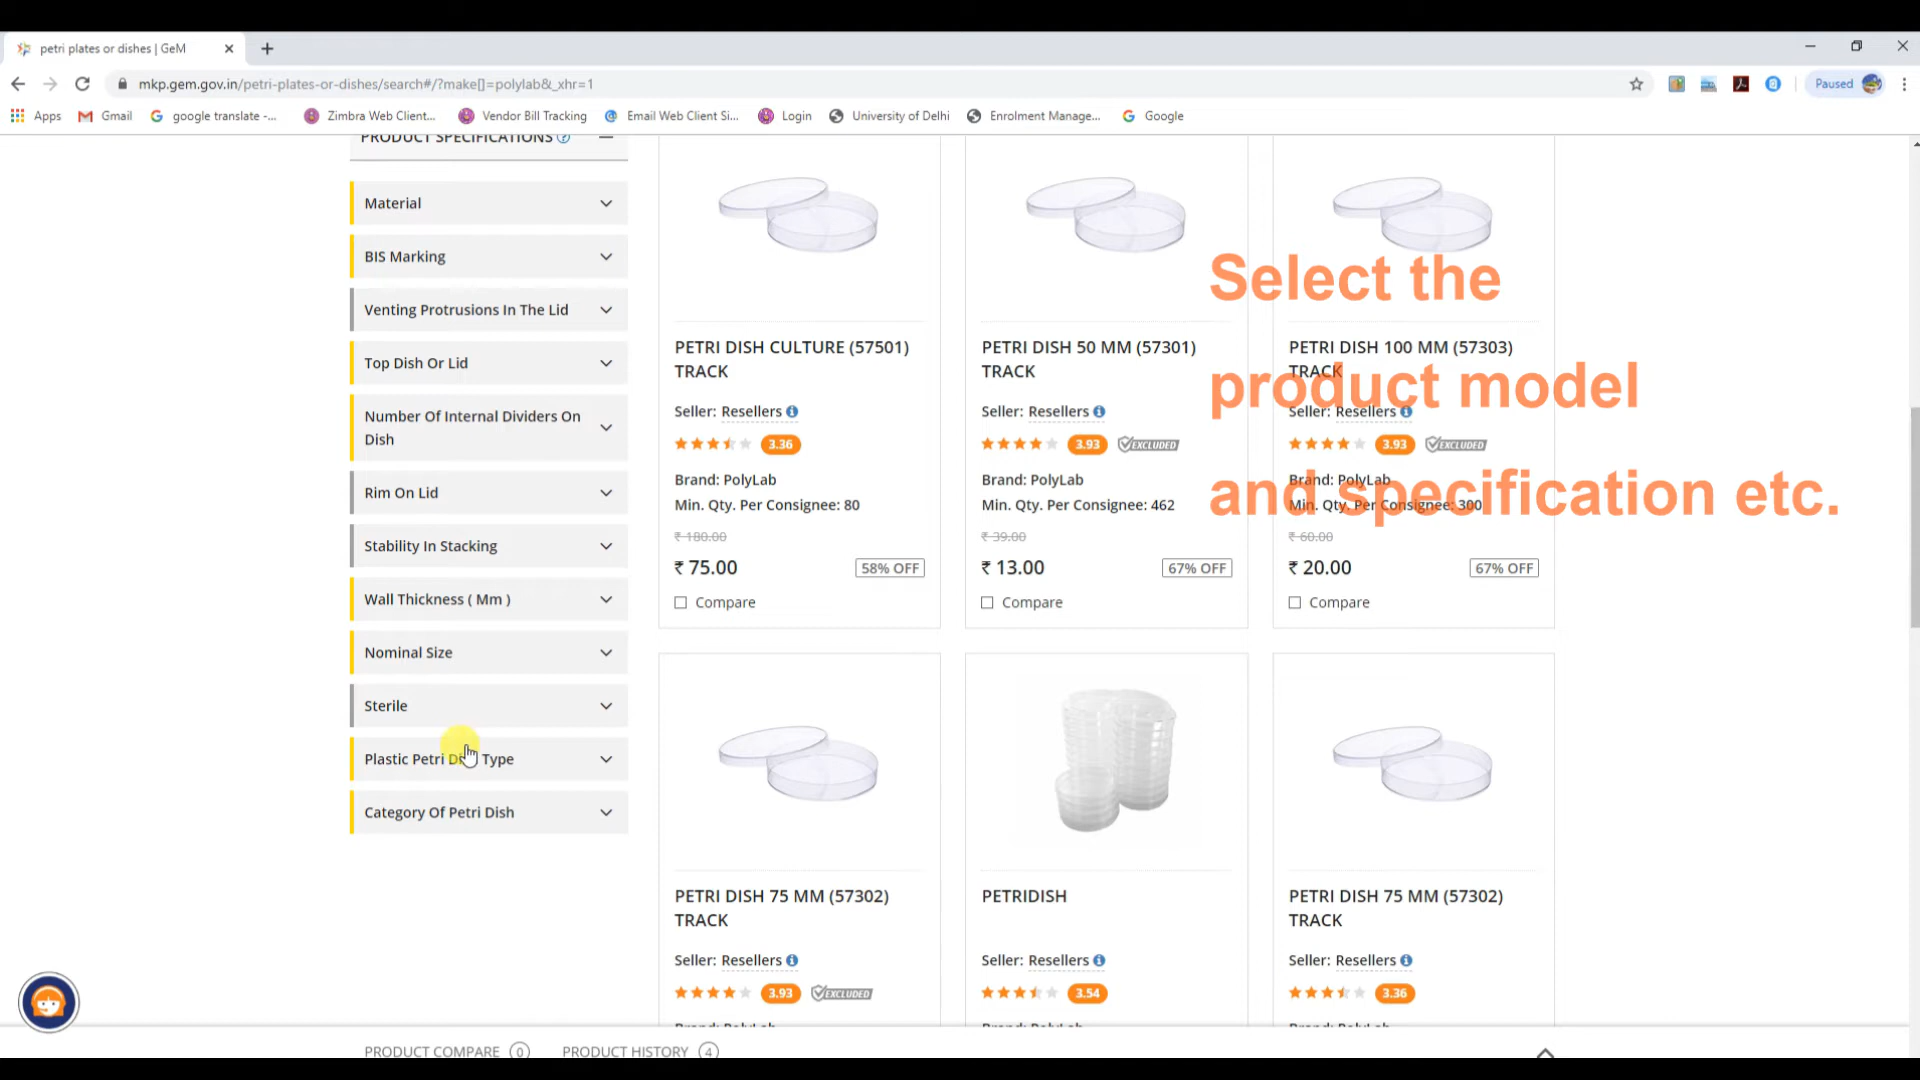 petri plates or dishes | GeM
mkp.gem.gov.in/petri-plates-or-dishes/search#/?make[]=polylab&_xhr=1
Paused
Apps Gmail google translate -... Zimbra Web Client... Vendor Bill Tracking Email Web Client Si... Login University of Delhi Enrolment Manage... Google
PRODUCT SPECIFICATIONS
Material
BIS Marking
Venting Protrusions In The Lid
Top Dish Or Lid
Number Of Internal Dividers On
Dish
Rim On Lid
Stability In Stacking
Wall Thickness ( Mm )
Nominal Size
Sterile
Plastic Petri Dish Type
Category Of Petri Dish
PETRI DISH CULTURE (57501)
TRACK
Seller: Resellers
3.36
Brand: PolyLab
Min. Qty. Per Consignee: 80
₹ 180.00
₹ 75.00 58% OFF
Compare
PETRI DISH 50 MM (57301)
TRACK
Seller: Resellers
3.93 EXCLUDED
Brand: PolyLab
Min. Qty. Per Consignee: 462
₹ 39.00
₹ 13.00 67% OFF
Compare
PETRI DISH 100 MM (57303)
TRACK
Seller: Resellers
3.93 EXCLUDED
Brand: PolyLab
Min. Qty. Per Consignee: 300
₹ 60.00
₹ 20.00 67% OFF
Compare
Select the
product model
and specification etc.
PETRI DISH 75 MM (57302)
TRACK
Seller: Resellers
3.93 EXCLUDED
Brand: PolyLab
PETRIDISH
Seller: Resellers
3.54
Brand: PolyLab
PETRI DISH 75 MM (57302)
TRACK
Seller: Resellers
3.36
Brand: PolyLab
PRODUCT COMPARE 0 PRODUCT HISTORY 4